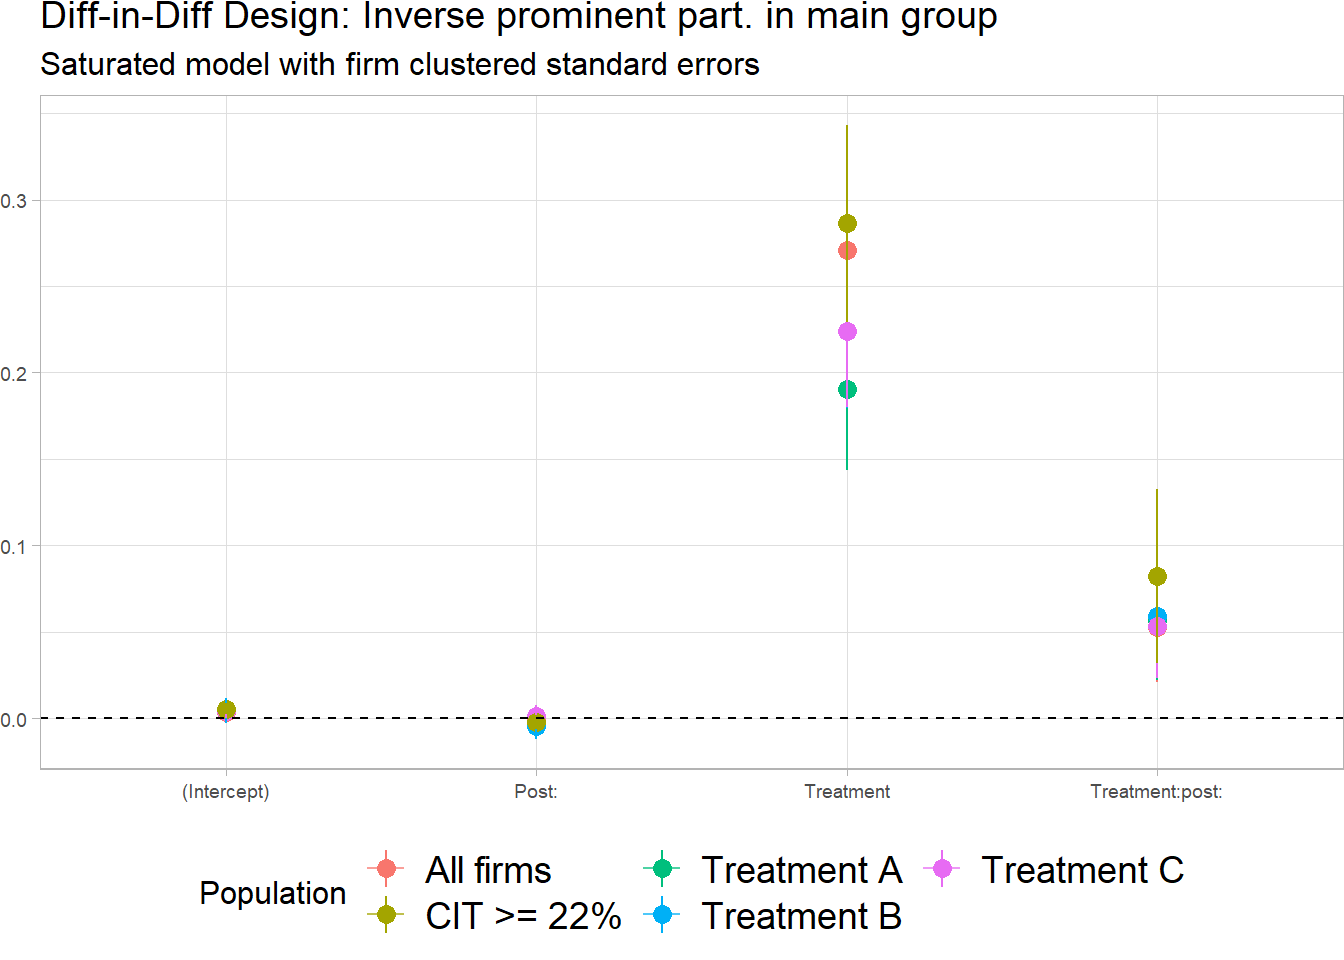 Diff-in-Diff Design: Inverse prominent part. in main group
Saturated model with firm clustered standard errors
0.3
0.2
0.1
0.0
(Intercept) Post: Treatment Treatment:post:
Population
All firms Treatment A Treatment C
CIT >= 22% Treatment B